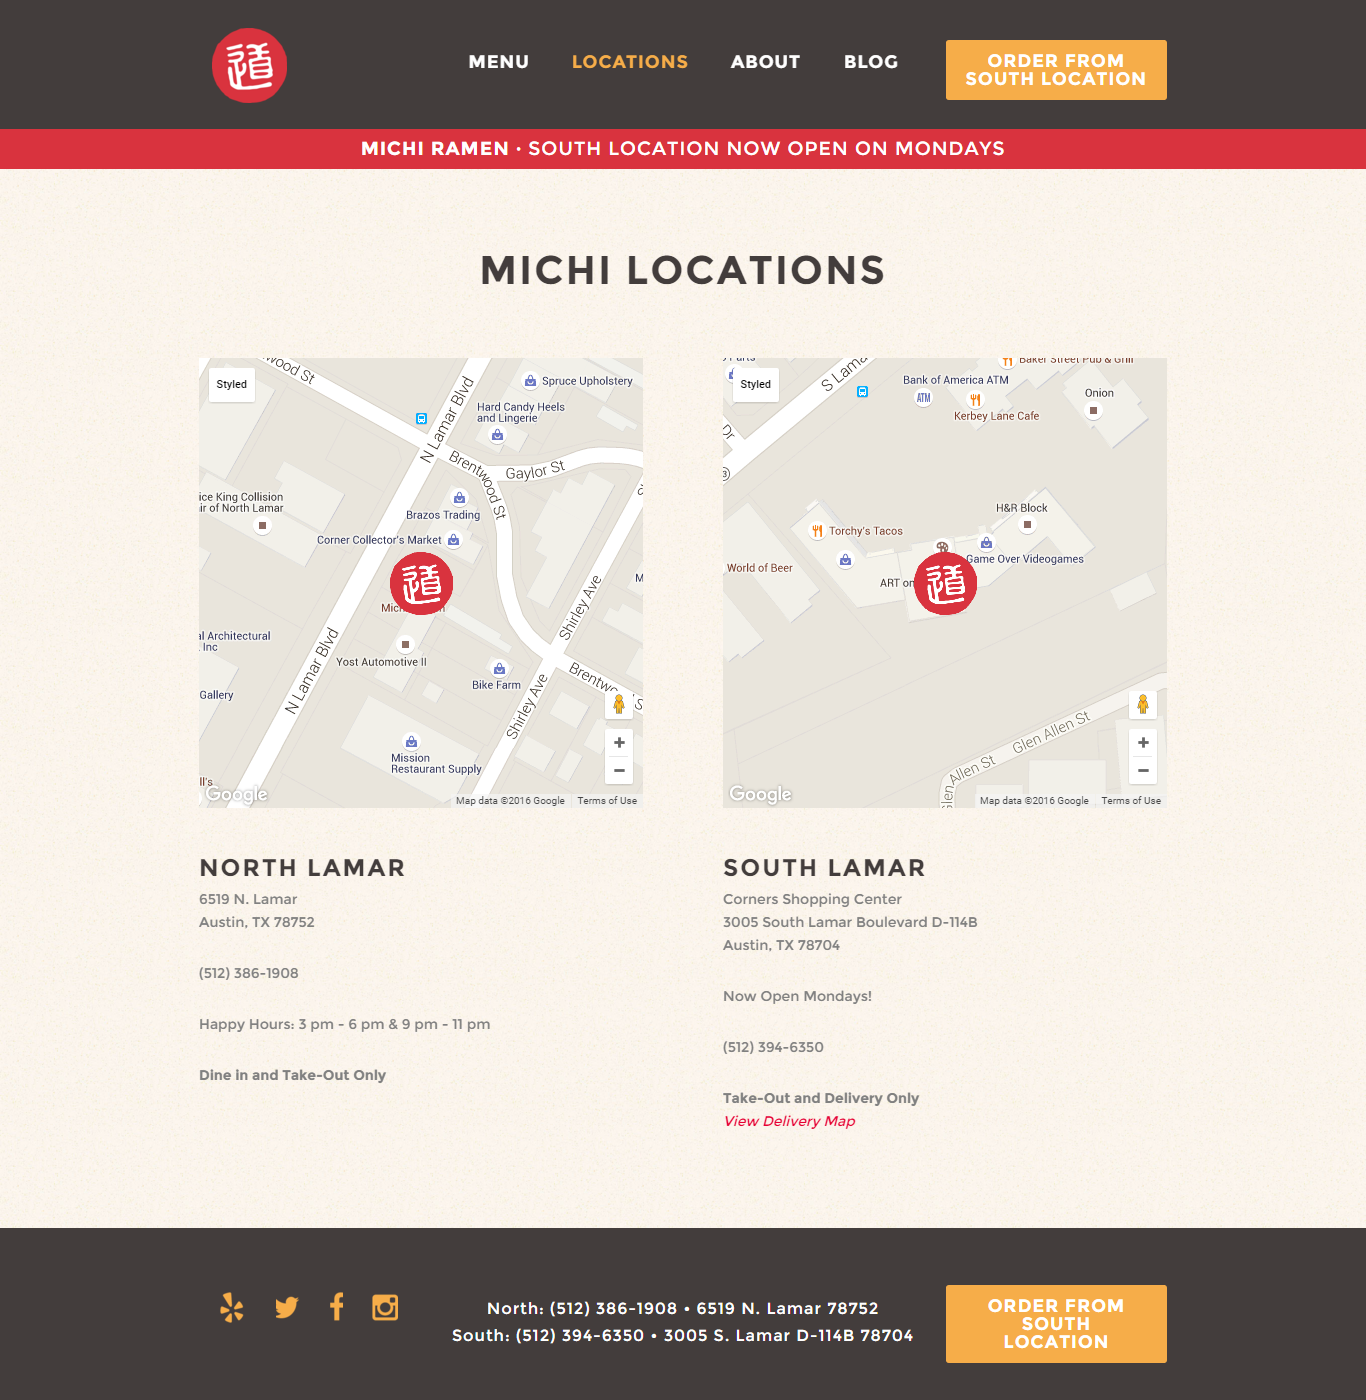 道
MENU
LOCATIONS
ABOUT
BLOG
ORDER FROM
SOUTH LOCATION
MICHI RAMEN · SOUTH LOCATION NOW OPEN ON MONDAYS
MICHI LOCATIONS
Styled
wood St
N Lamar Blvd
Spruce Upholstery
Hard Candy Heels
and Lingerie
Brentwood St
Gaylor St
ice King Collision
ir of North Lamar
Brazos Trading
Corner Collector's Market
道
Shirley Ave
M
al Architectural
Inc
Yost Automotive II
N Lamar Blvd
Gallery
Bike Farm
Shirley Ave
Mission
Restaurant Supply
ll's
Google
+
−
Map data ©2016 Google
Terms of Use
Styled
S Lama
Baker Street Pub & Grill
Bank of America ATM
ATM
Kerbey Lane Cafe
Onion
Dr
Torchy's Tacos
H&R Block
World of Beer
Game Over Videogames
ART on
道
Glen Allen St
Glen Allen St
Google
+
−
Map data ©2016 Google
Terms of Use
NORTH LAMAR
6519 N. Lamar
Austin, TX 78752
(512) 386-1908
Happy Hours: 3 pm - 6 pm & 9 pm - 11 pm
Dine in and Take-Out Only
SOUTH LAMAR
Corners Shopping Center
3005 South Lamar Boulevard D-114B
Austin, TX 78704
Now Open Mondays!
(512) 394-6350
Take-Out and Delivery Only
View Delivery Map
North: (512) 386-1908 • 6519 N. Lamar 78752
South: (512) 394-6350 • 3005 S. Lamar D-114B 78704
ORDER FROM
SOUTH
LOCATION